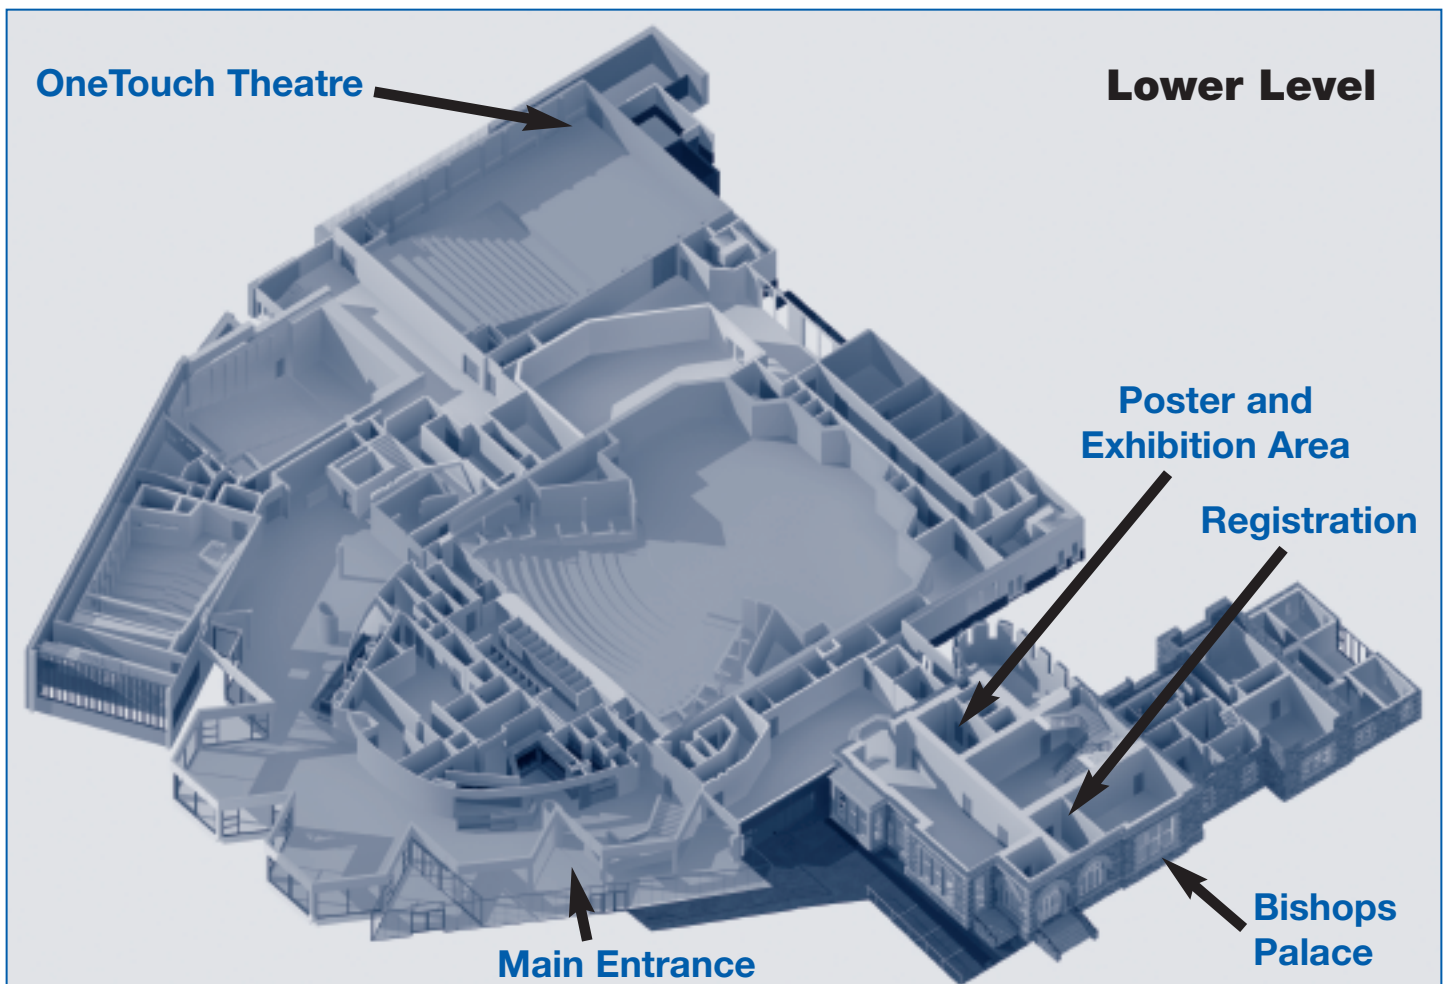 OneTouch Theatre
Lower Level
Poster and
Exhibition Area
Registration
Bishops
Palace
Main Entrance